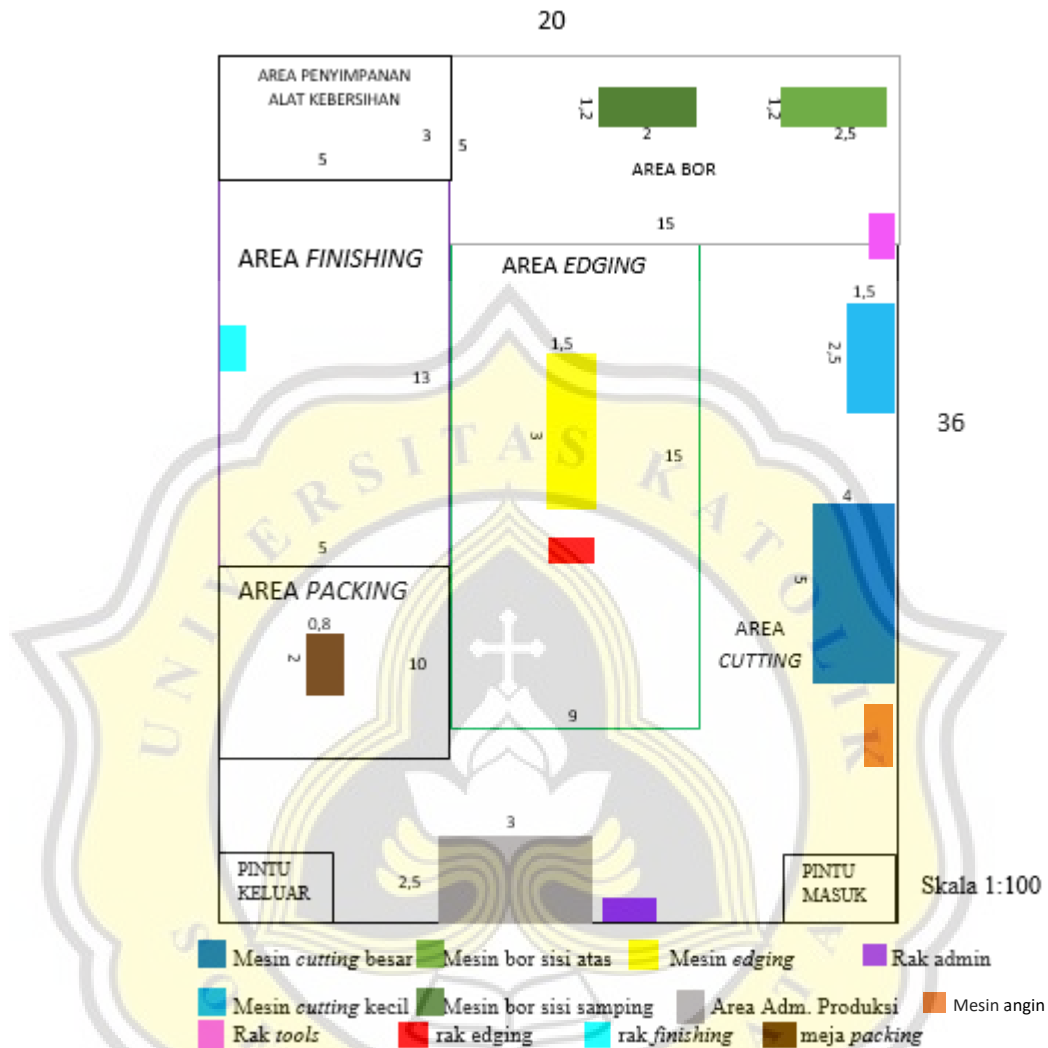 20
AREA PENYIMPANAN
ALAT KEBERSIHAN
3
5
5
1,2
2
1,2
2,5
AREA BOR
15
AREA FINISHING
AREA EDGING
1,5
2,5
1,5
13
3
15
36
4
5
5
AREA PACKING
0,8
2
10
AREA
CUTTING
9
3
PINTU
KELUAR
2,5
PINTU
MASUK
Skala 1:100
Mesin cutting besar
Mesin bor sisi atas
Mesin edging
Rak admin
Mesin cutting kecil
Mesin bor sisi samping
Area Adm. Produksi
Mesin angin
Rak tools
rak edging
rak finishing
meja packing
UNIVERSITAS KATOLIK